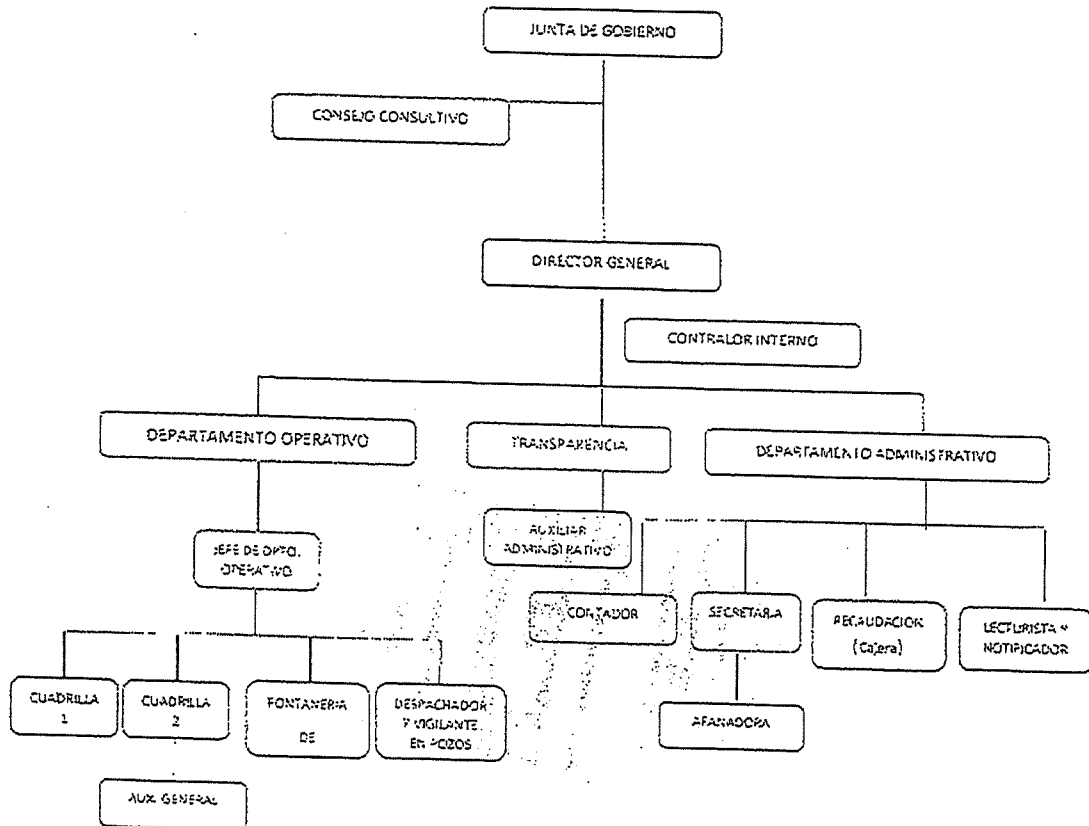 JUNTA DE GOBIERNO
CONSEJO CONSULTIVO
DIRECTOR GENERAL
CONTRALOR INTERNO
DEPARTAMENTO OPERATIVO
TRANSPARENCIA
DEPARTAMENTO ADMINISTRATIVO
JEFE DE DPTO.
OPERATIVO
AUXILIAR
ADMINISTRATIVO
CONTADOR
SECRETARIA
RECAUDACION
(Cajera)
LECTURISTA Y
NOTIFICADOR
CUADRILLA
1
CUADRILLA
2
FONTANERIA
DE
DESPACHADOR
Y VIGILANTE
EN POZOS
AFANADORA
AUX. GENERAL